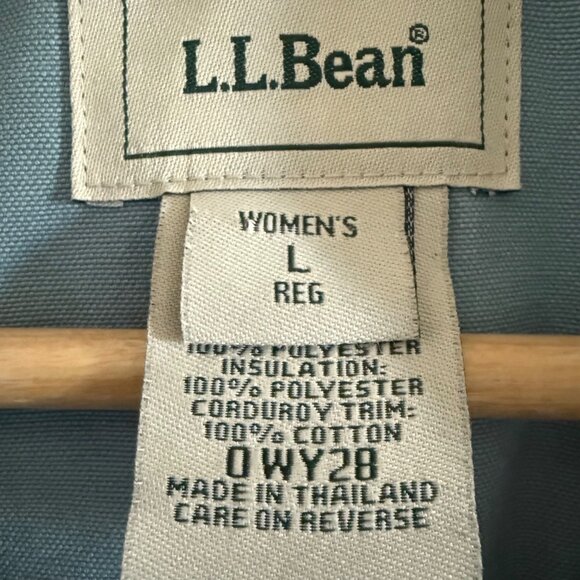 L.L.Bean®
WOMEN'S
L
REG
100% POLYESTER
INSULATION:
100% POLYESTER
CORDUROY TRIM:
100% COTTON
0WY28
MADE IN THAILAND
CARE ON REVERSE